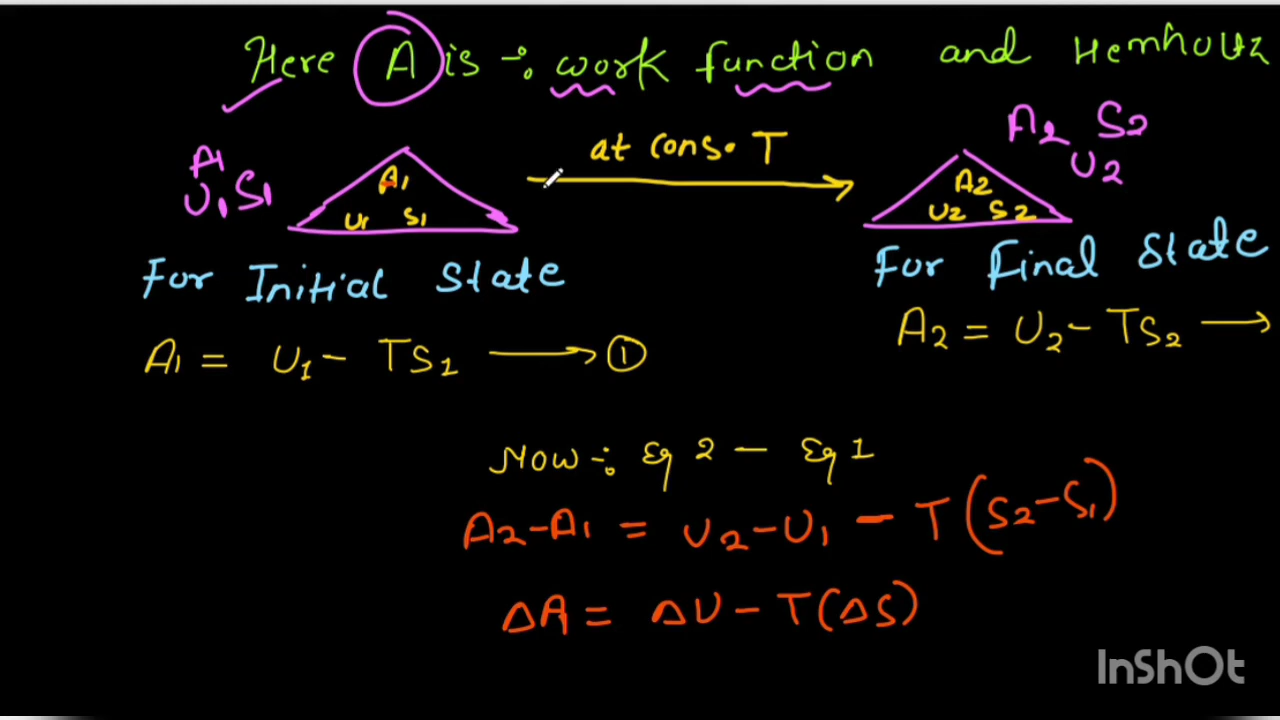 Here A is :- work function and Hemholtz
A1
U1 S1
A1
U1 S1
at cons. T
A2
U2 S2
A2 S2
U2
For Initial State
For Final State
A1 = U1 - TS1 ⟶ ①
A2 = U2 - TS2 ⟶
Now :- Eq 2 - Eq 1
A2 - A1 = U2 - U1 - T(S2 - S1)
ΔA = ΔU - T(ΔS)
InShOt